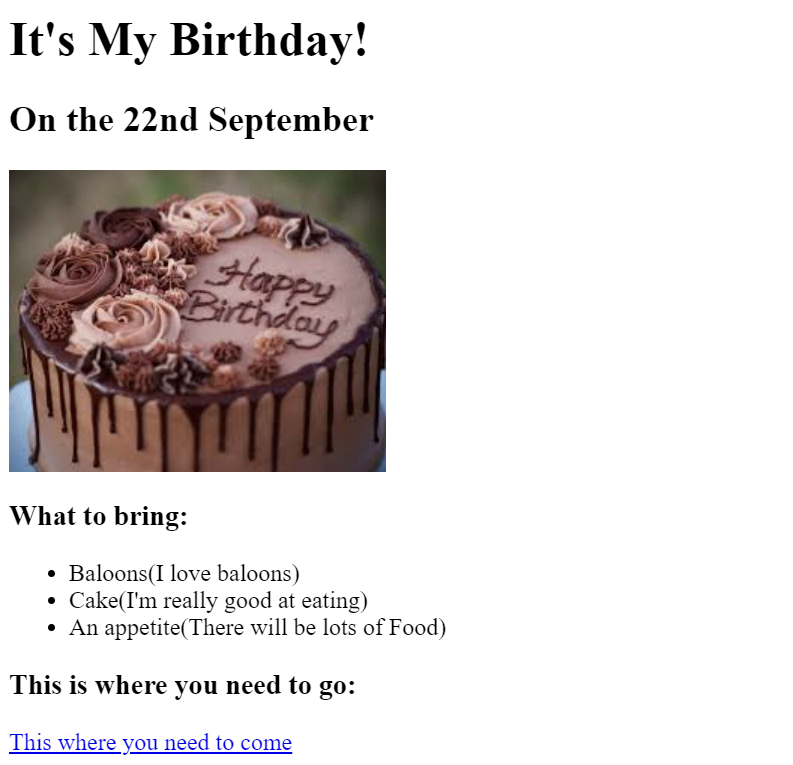 It's My Birthday!
On the 22nd September
Happy
Birthday
What to bring:
Baloons(I love baloons)
Cake(I'm really good at eating)
An appetite(There will be lots of Food)
This is where you need to go:
This where you need to come